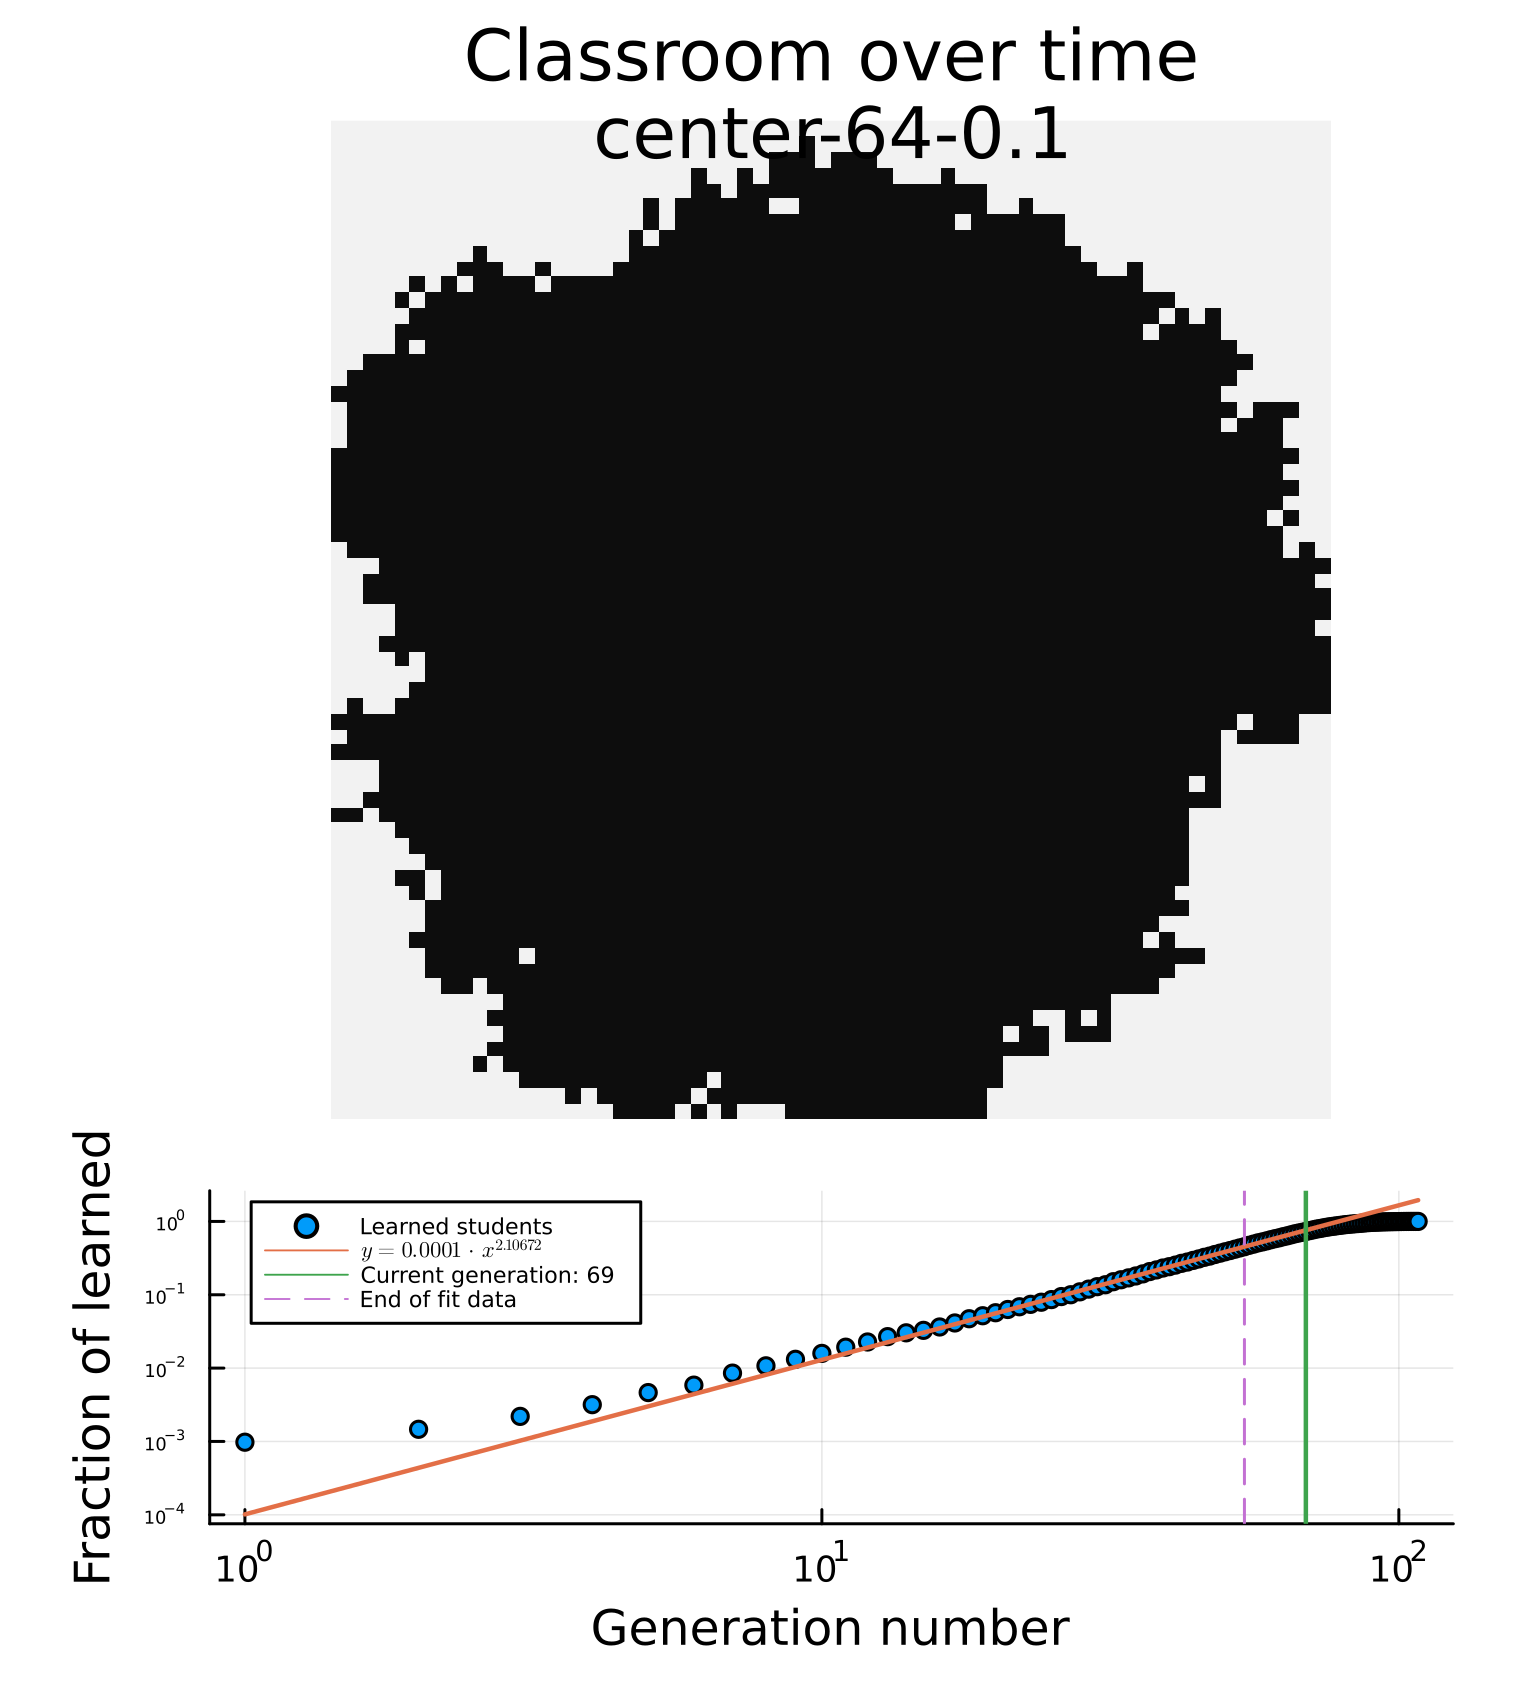 Classroom over time
center-64-0.1
Fraction of learned
10^0
10^-1
10^-2
10^-3
10^-4
Learned students
y = 0.0001 · x^2.10672
Current generation: 69
End of fit data
10^0 10^1 10^2
Generation number